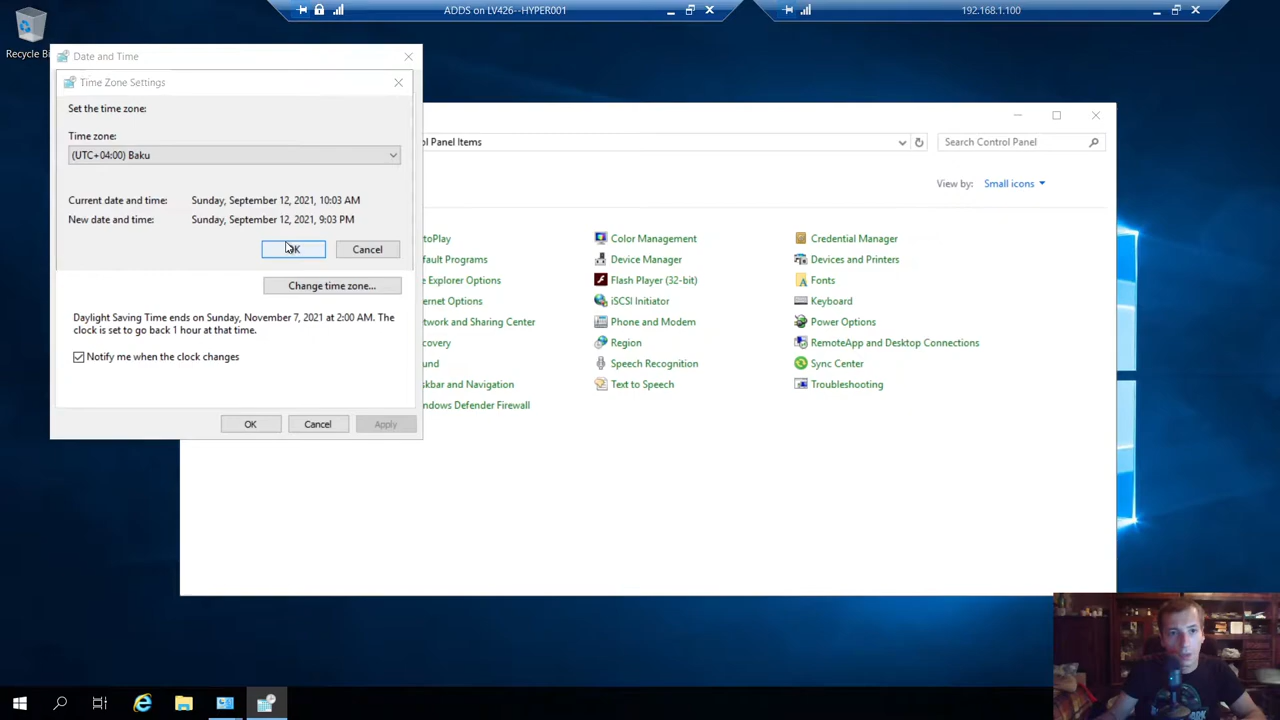 ADDS on LV426--HYPER001
192.168.1.100
Recycle Bi
Date and Time
Time Zone Settings
Set the time zone:
Time zone:
(UTC+04:00) Baku
Current date and time: Sunday, September 12, 2021, 10:03 AM
New date and time: Sunday, September 12, 2021, 9:03 PM
OK
Cancel
Change time zone...
Daylight Saving Time ends on Sunday, November 7, 2021 at 2:00 AM. The
clock is set to go back 1 hour at that time.
Notify me when the clock changes
OK
Cancel
Apply
ol Panel Items
Search Control Panel
View by: Small icons
toPlay
fault Programs
e Explorer Options
ternet Options
twork and Sharing Center
covery
und
skbar and Navigation
ndows Defender Firewall
Color Management
Device Manager
Flash Player (32-bit)
iSCSI Initiator
Phone and Modem
Region
Speech Recognition
Text to Speech
Credential Manager
Devices and Printers
Fonts
Keyboard
Power Options
RemoteApp and Desktop Connections
Sync Center
Troubleshooting